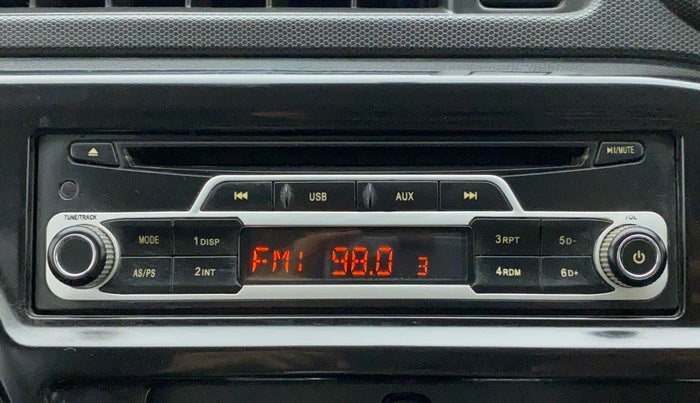 ▶II/MUTE
USB
AUX
TUNE/TRACK
VOL
MODE
1 DISP
3 RPT
5 D-
AS/PS
2 INT
4 RDM
6 D+
FM1 98.0 3